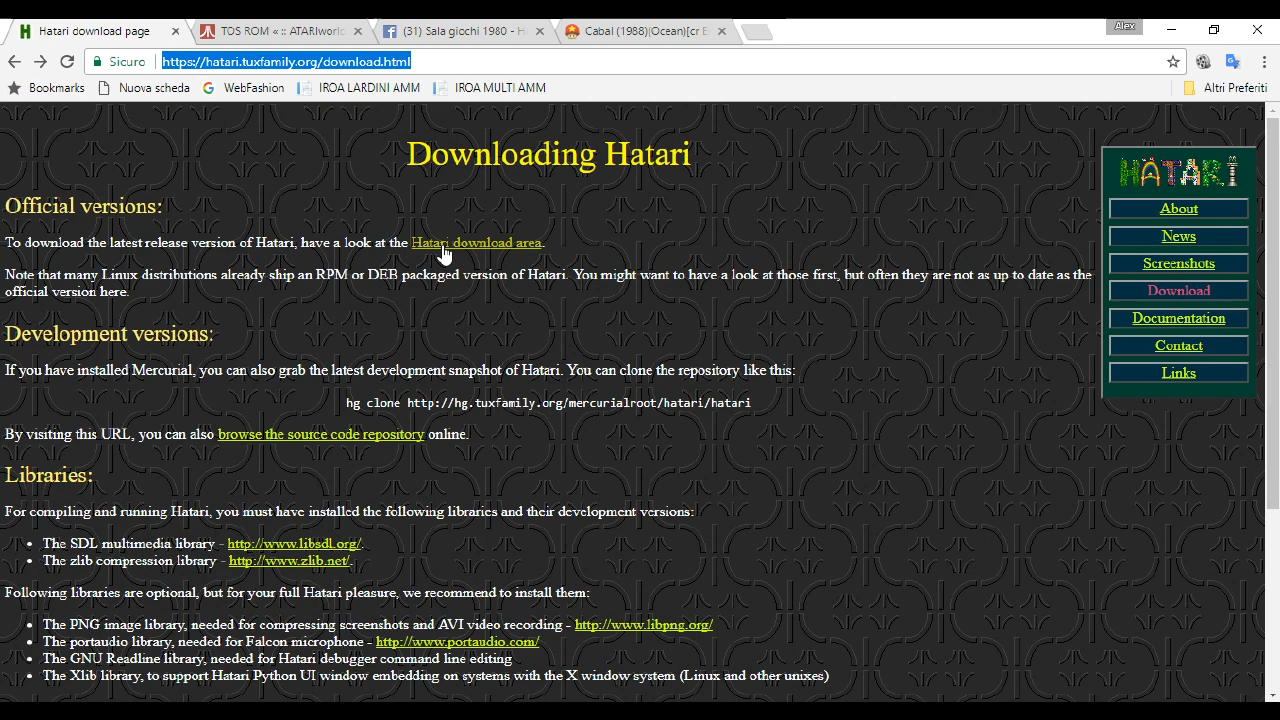 Alex
Hatari download page
TOS ROM « :: ATARIworl
(31) Sala giochi 1980 - H
Cabal (1988)(Ocean)[cr E
Sicuro
https://hatari.tuxfamily.org/download.html
Bookmarks
Nuova scheda
WebFashion
IROA LARDINI AMM
IROA MULTI AMM
Altri Preferiti
Downloading Hatari
HATARI
About
News
Screenshots
Download
Documentation
Contact
Links
Official versions:
To download the latest release version of Hatari, have a look at the Hatari download area.
Note that many Linux distributions already ship an RPM or DEB packaged version of Hatari. You might want to have a look at those first, but often they are not as up to date as the
official version here.
Development versions:
If you have installed Mercurial, you can also grab the latest development snapshot of Hatari. You can clone the repository like this:
hg clone http://hg.tuxfamily.org/mercurialroot/hatari/hatari
By visiting this URL, you can also browse the source code repository online.
Libraries:
For compiling and running Hatari, you must have installed the following libraries and their development versions:
• The SDL multimedia library - http://www.libsdl.org/.
• The zlib compression library - http://www.zlib.net/.
Following libraries are optional, but for your full Hatari pleasure, we recommend to install them:
• The PNG image library, needed for compressing screenshots and AVI video recording - http://www.libpng.org/
• The portaudio library, needed for Falcon microphone - http://www.portaudio.com/
• The GNU Readline library, needed for Hatari debugger command line editing
• The Xlib library, to support Hatari Python UI window embedding on systems with the X window system (Linux and other unixes)